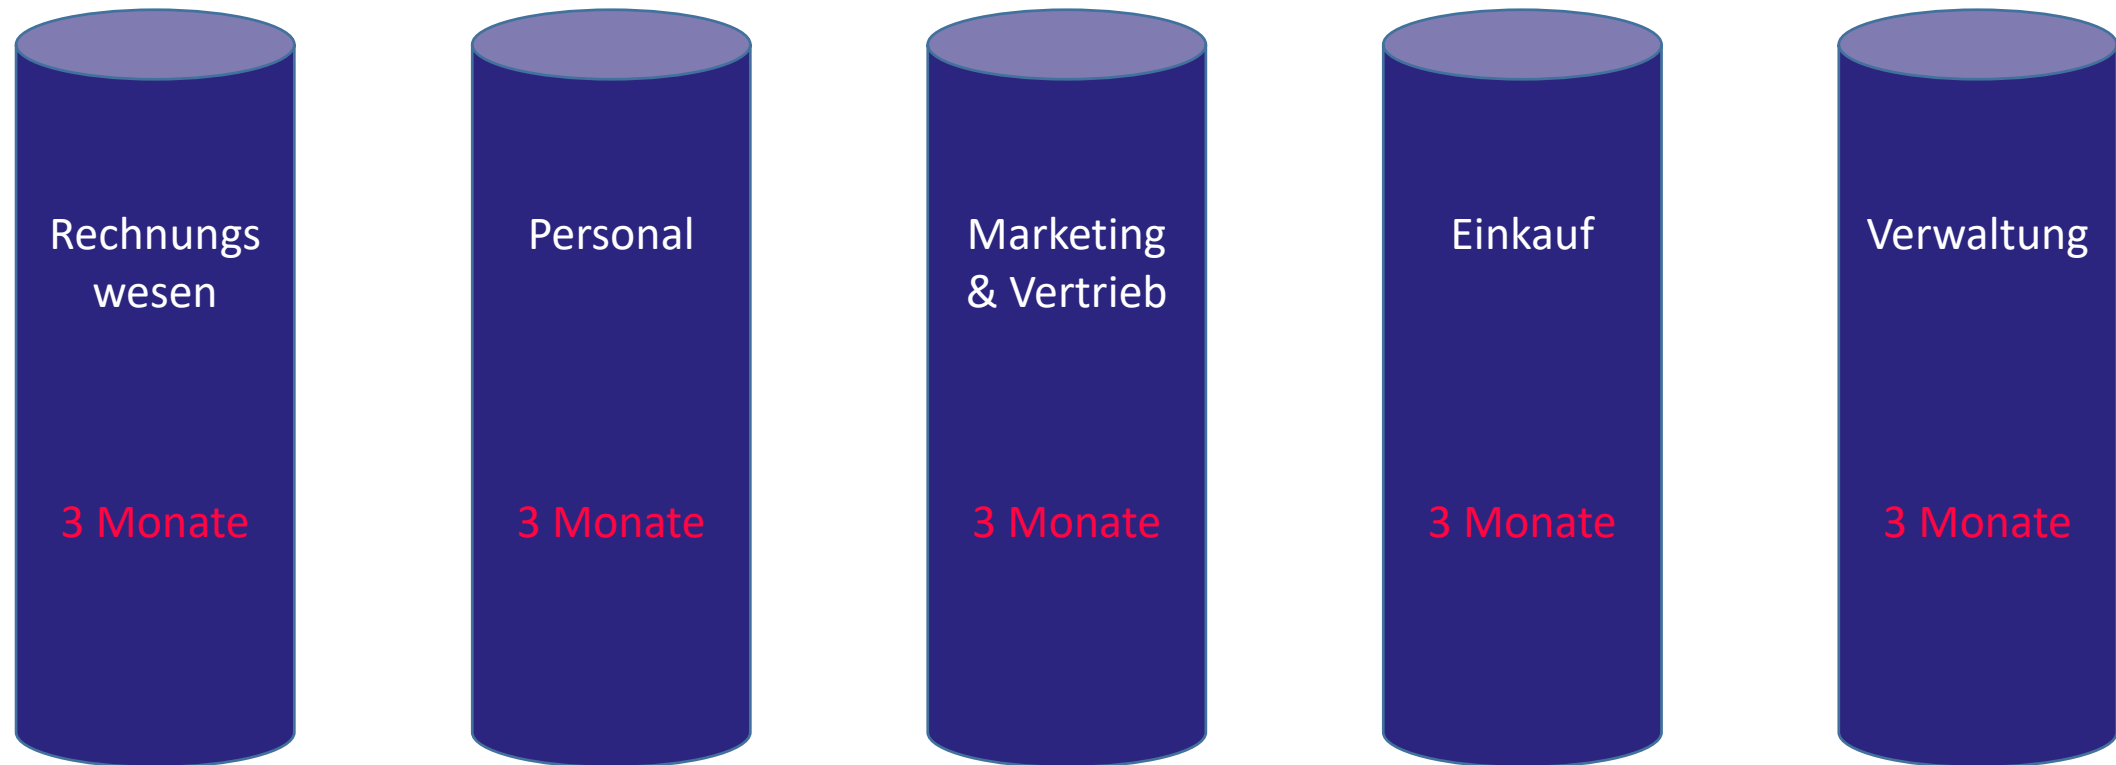 Rechnungs
wesen
3 Monate
Personal
3 Monate
Marketing
& Vertrieb
3 Monate
Einkauf
3 Monate
Verwaltung
3 Monate